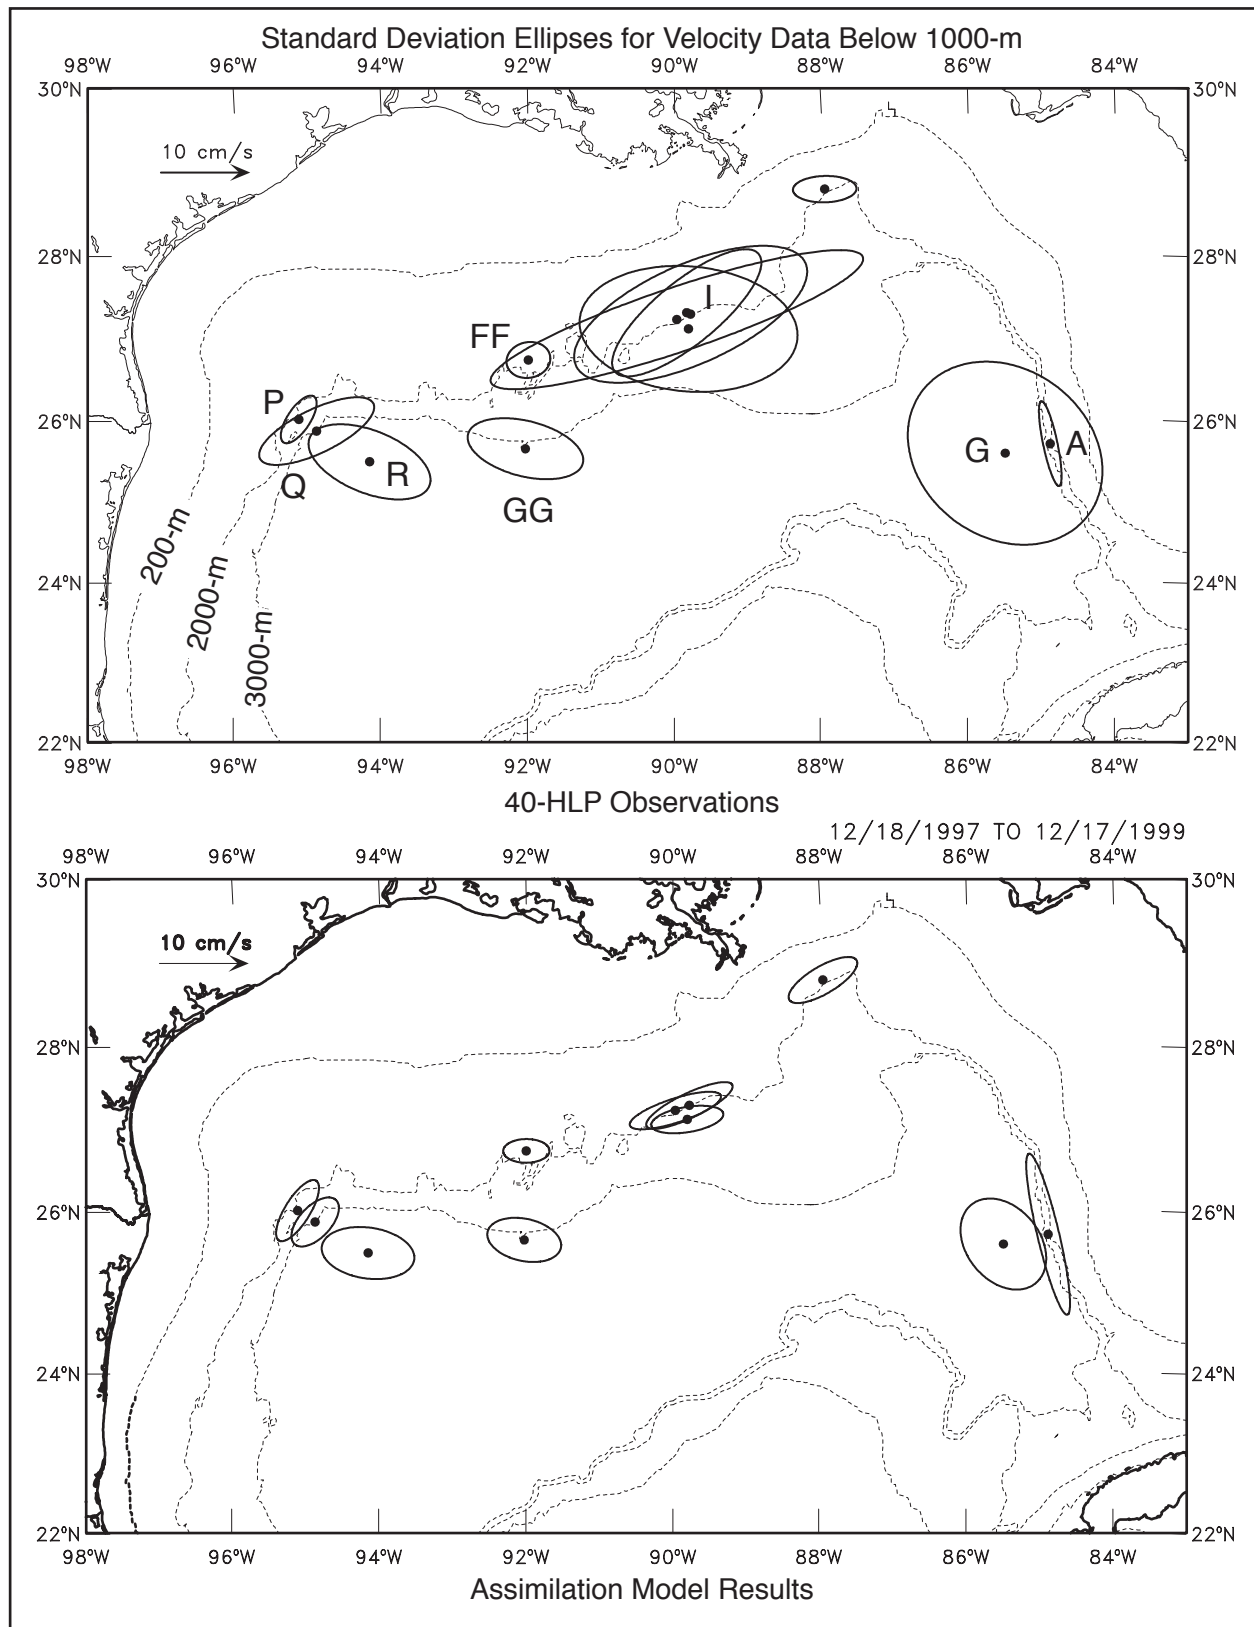 Standard Deviation Ellipses for Velocity Data Below 1000-m
98°W 96°W 94°W 92°W 90°W 88°W 86°W 84°W
30°N 30°N
10 cm/s
28°N 28°N
I
FF
P
26°N 26°N
Q R GG G A
200-m
2000-m
3000-m
24°N 24°N
22°N 22°N
98°W 96°W 94°W 92°W 90°W 88°W 86°W 84°W
40-HLP Observations
12/18/1997 TO 12/17/1999
98°W 96°W 94°W 92°W 90°W 88°W 86°W 84°W
30°N 30°N
10 cm/s
28°N 28°N
26°N 26°N
24°N 24°N
22°N 22°N
98°W 96°W 94°W 92°W 90°W 88°W 86°W 84°W
Assimilation Model Results